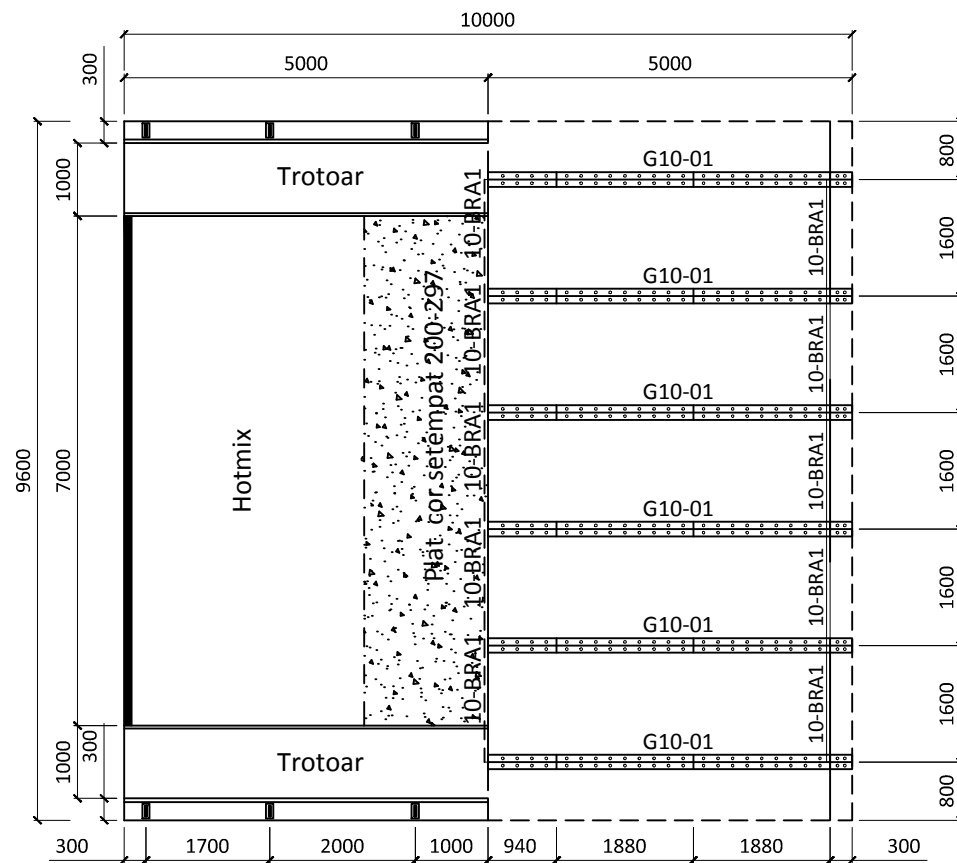 10000
5000 5000
300
1000
7000
9600
1000
300
Trotoar
Hotmix
Plat cor setempat 200-297
Trotoar
10-BRA1
10-BRA1
10-BRA1
10-BRA1
10-BRA1
G10-01
G10-01
G10-01
G10-01
G10-01
G10-01
10-BRA1
10-BRA1
10-BRA1
10-BRA1
10-BRA1
800
1600
1600
1600
1600
1600
800
300 1700 2000 1000 940 1880 1880 300